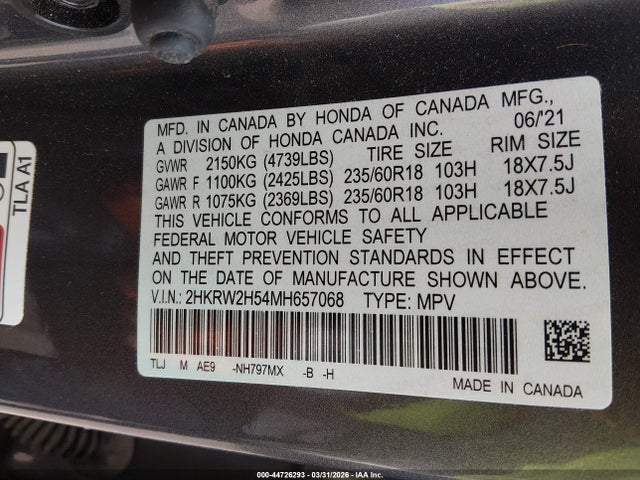 TLA A1
MFD. IN CANADA BY HONDA OF CANADA MFG., 06/'21
A DIVISION OF HONDA CANADA INC.
GVWR 2150KG (4739LBS) TIRE SIZE RIM SIZE
GAWR F 1100KG (2425LBS) 235/60R18 103H 18X7.5J
GAWR R 1075KG (2369LBS) 235/60R18 103H 18X7.5J
THIS VEHICLE CONFORMS TO ALL APPLICABLE
FEDERAL MOTOR VEHICLE SAFETY
AND THEFT PREVENTION STANDARDS IN EFFECT
ON THE DATE OF MANUFACTURE SHOWN ABOVE.
V.I.N.: 2HKRW2H54MH657068 TYPE: MPV
TLJ M AE9 -NH797MX -B -H
MADE IN CANADA
000-44726293 - 03/31/2026 - IAA Inc.